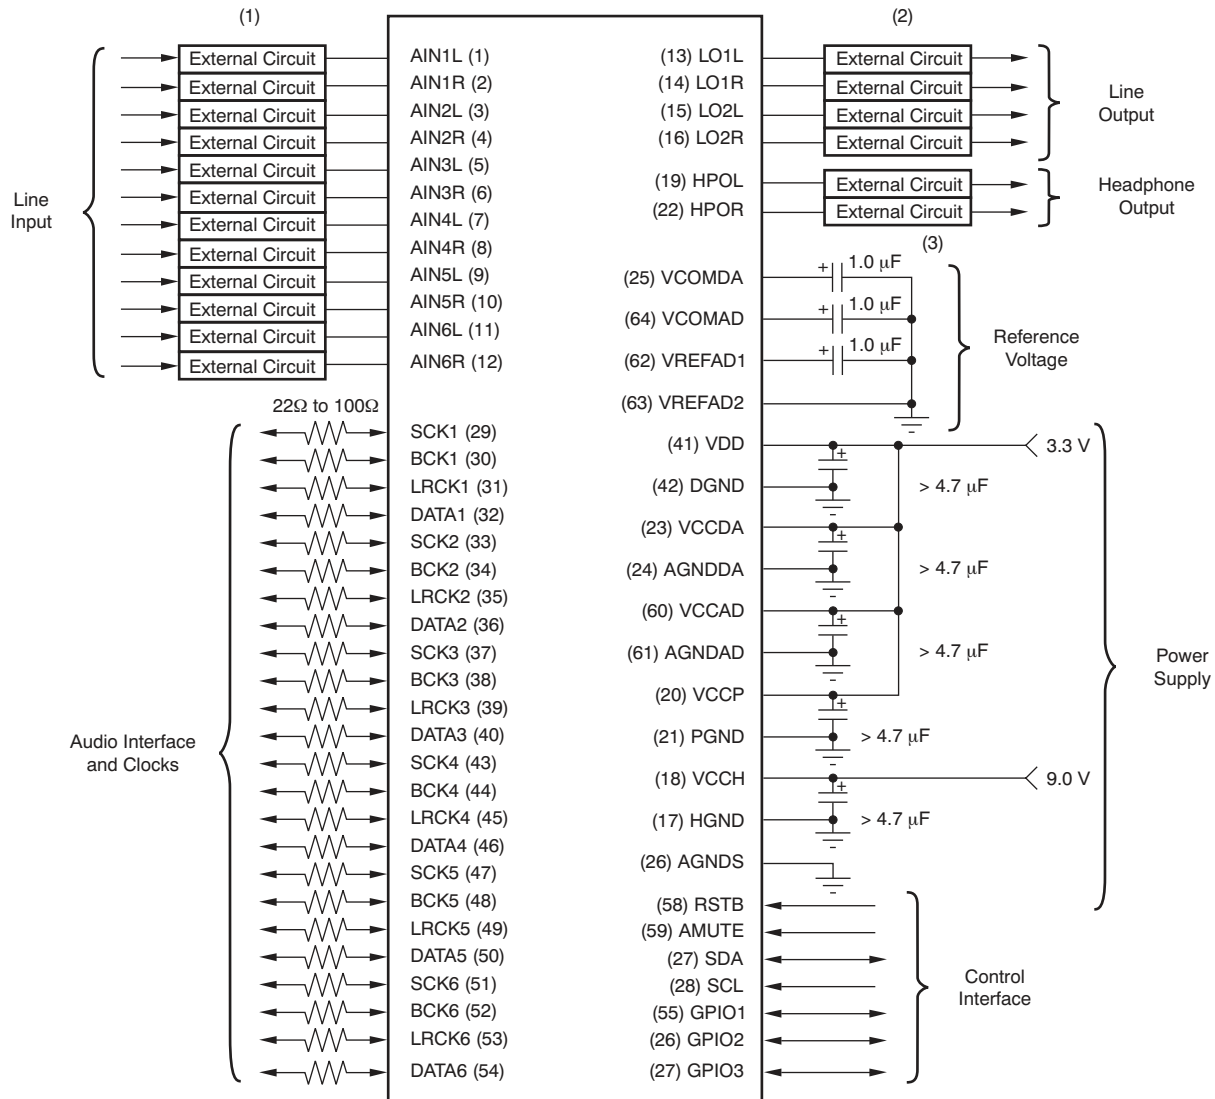 (1)
External Circuit
External Circuit
External Circuit
External Circuit
External Circuit
External Circuit
External Circuit
External Circuit
External Circuit
External Circuit
External Circuit
External Circuit
Line
Input
AIN1L (1)
AIN1R (2)
AIN2L (3)
AIN2R (4)
AIN3L (5)
AIN3R (6)
AIN4L (7)
AIN4R (8)
AIN5L (9)
AIN5R (10)
AIN6L (11)
AIN6R (12)
22Ω to 100Ω
Audio Interface
and Clocks
SCK1 (29)
BCK1 (30)
LRCK1 (31)
DATA1 (32)
SCK2 (33)
BCK2 (34)
LRCK2 (35)
DATA2 (36)
SCK3 (37)
BCK3 (38)
LRCK3 (39)
DATA3 (40)
SCK4 (43)
BCK4 (44)
LRCK4 (45)
DATA4 (46)
SCK5 (47)
BCK5 (48)
LRCK5 (49)
DATA5 (50)
SCK6 (51)
BCK6 (52)
LRCK6 (53)
DATA6 (54)
(2)
(13) LO1L
(14) LO1R
(15) LO2L
(16) LO2R
(19) HPOL
(22) HPOR
External Circuit
External Circuit
External Circuit
External Circuit
External Circuit
External Circuit
Line
Output
Headphone
Output
(3)
(25) VCOMDA
+ 1.0 µF
(64) VCOMAD
+ 1.0 µF
(62) VREFAD1
+ 1.0 µF
(63) VREFAD2
Reference
Voltage
(41) VDD
+
3.3 V
(42) DGND
> 4.7 µF
(23) VCCDA
+
(24) AGNDDA
> 4.7 µF
(60) VCCAD
+
(61) AGNDAD
> 4.7 µF
(20) VCCP
+
(21) PGND
> 4.7 µF
(18) VCCH
+
9.0 V
(17) HGND
> 4.7 µF
(26) AGNDS
Power
Supply
(58) RSTB
(59) AMUTE
(27) SDA
(28) SCL
(55) GPIO1
(26) GPIO2
(27) GPIO3
Control
Interface